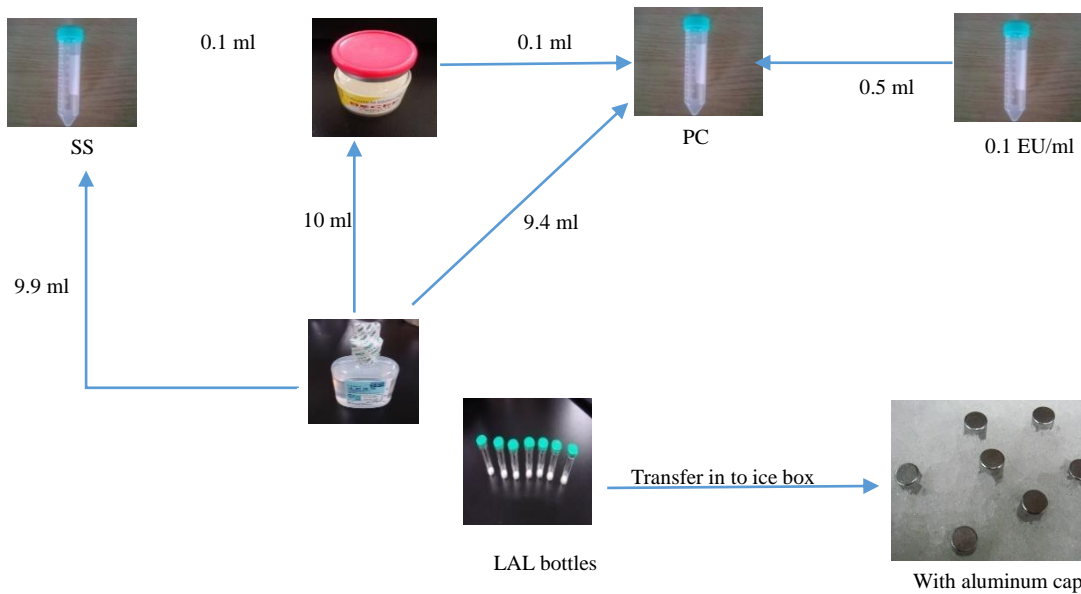 0.1 ml
0.1 ml
0.5 ml
SS
PC
0.1 EU/ml
10 ml
9.4 ml
9.9 ml
Transfer in to ice box
LAL bottles
With aluminum cap